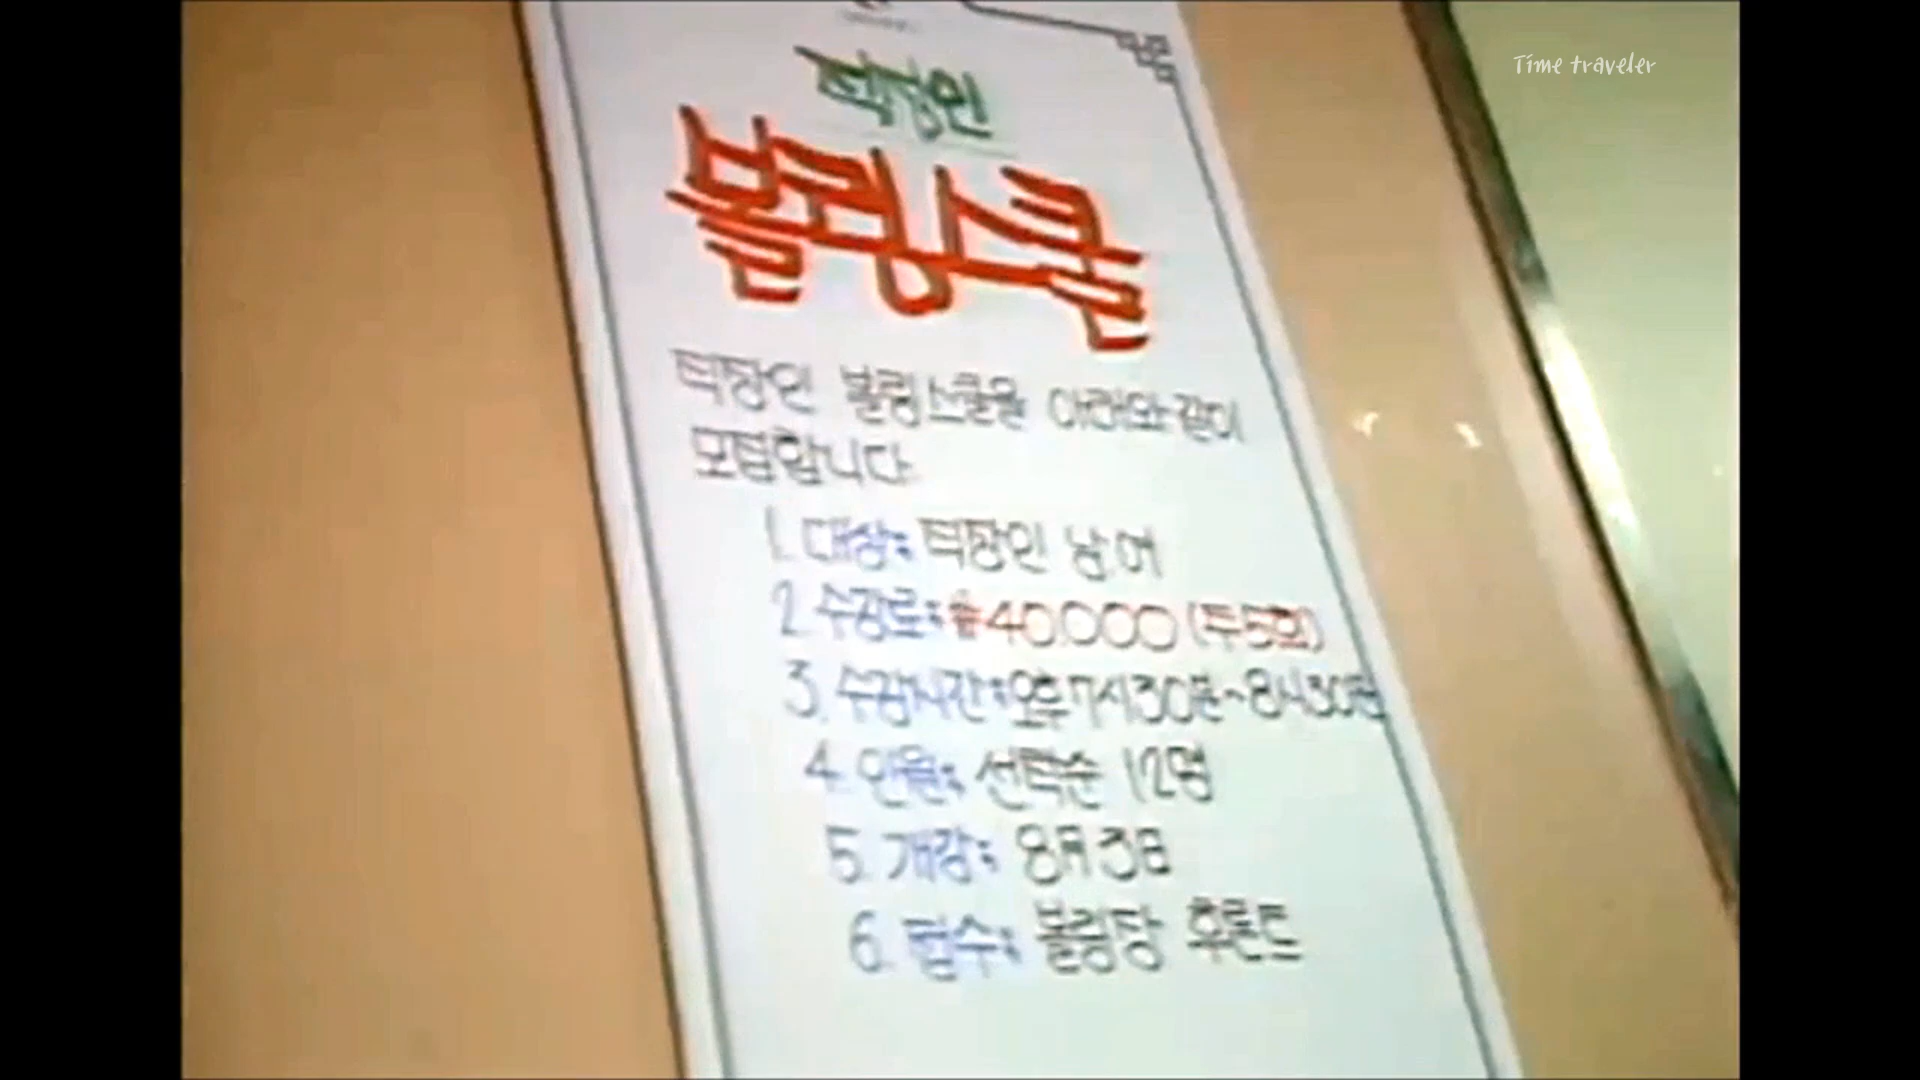 Time traveler
직장인
볼링스쿨
직장인 볼링스쿨을 아래와 같이
모집합니다.
1. 대상: 직장인 남.여
2. 수강료: ₩40,000 (주5회)
3. 수강시간: 오후7시30분~8시30분
4. 인원: 선착순 12명
5. 개강: 8月3日
6. 접수: 볼링장 후론트